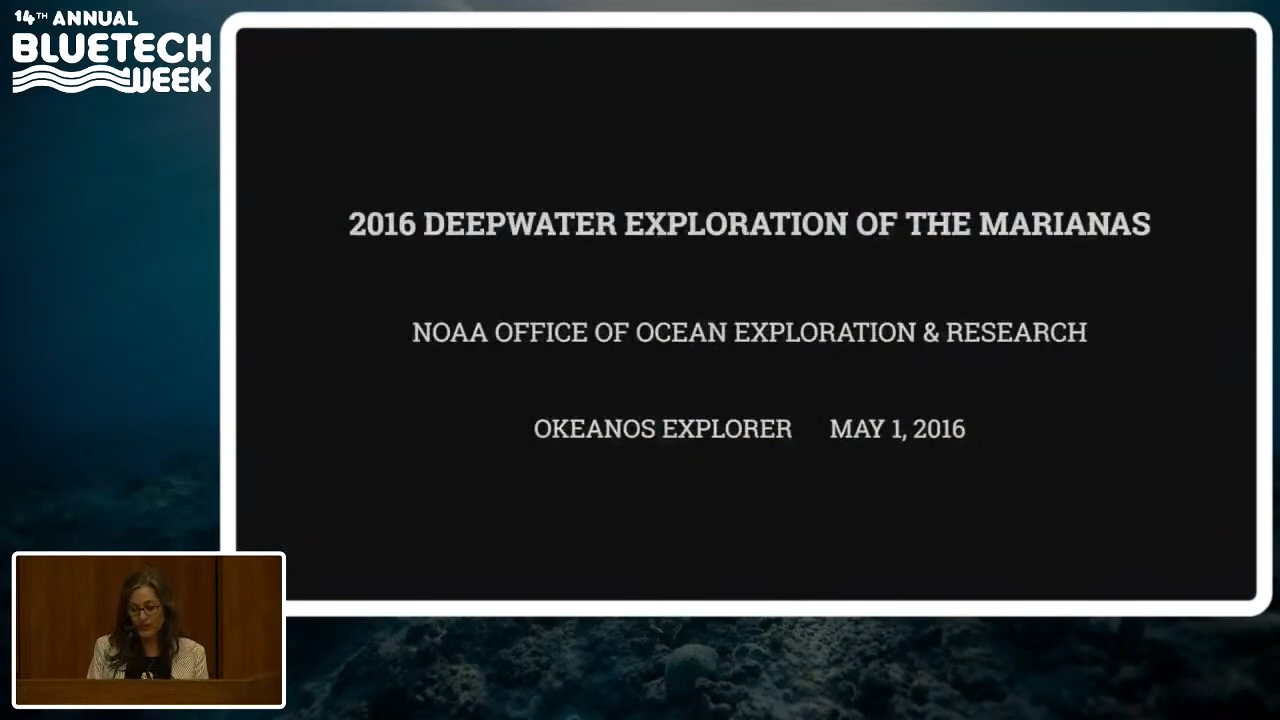 14TH ANNUAL
BLUETECH
WEEK
2016 DEEPWATER EXPLORATION OF THE MARIANAS
NOAA OFFICE OF OCEAN EXPLORATION & RESEARCH
OKEANOS EXPLORER MAY 1, 2016